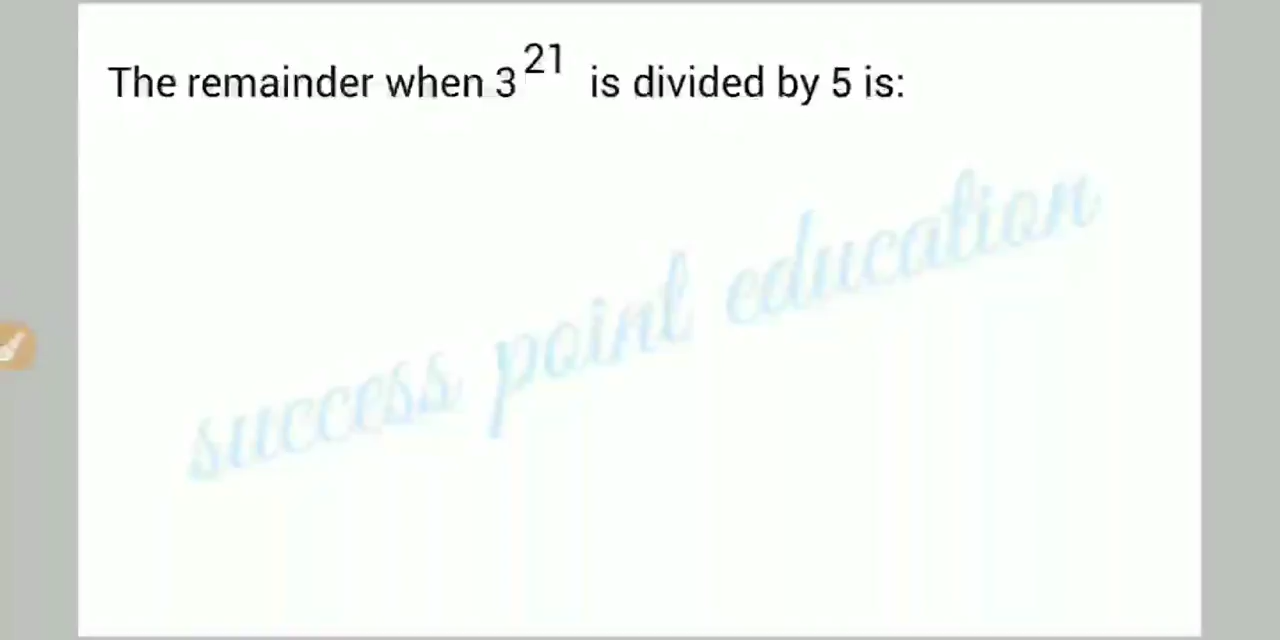 The remainder when 3^21 is divided by 5 is:
success point education